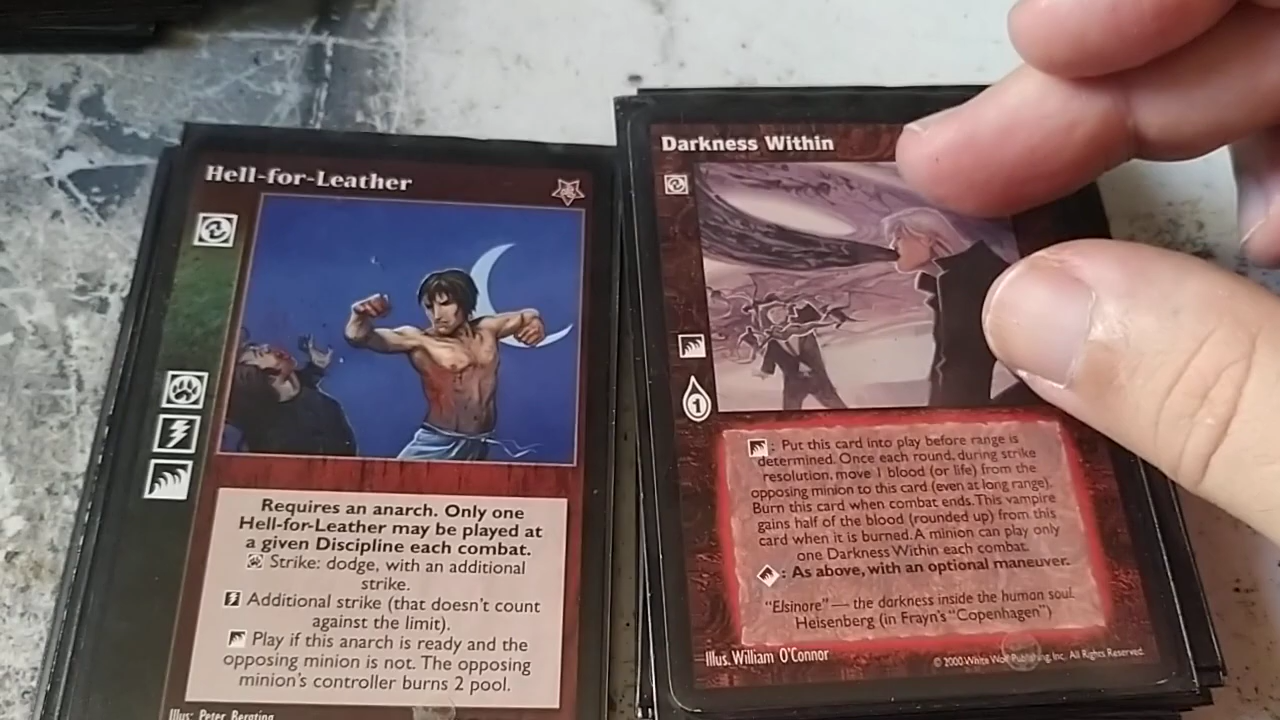 Hell-for-Leather
Requires an anarch. Only one
Hell-for-Leather may be played at
a given Discipline each combat.
Strike: dodge, with an additional
strike.
Additional strike (that doesn't count
against the limit).
Play if this anarch is ready and the
opposing minion is not. The opposing
minion's controller burns 2 pool.
Illus: Peter Bergting
Darkness Within
1
: Put this card into play before range is
determined. Once each round, during strike
resolution, move 1 blood (or life) from the
opposing minion to this card (even at long range).
Burn this card when combat ends. This vampire
gains half of the blood (rounded up) from this
card when it is burned. A minion can play only
one Darkness Within each combat.
: As above, with an optional maneuver.
"Elsinore" — the darkness inside the human soul.
Heisenberg (in Frayn's "Copenhagen")
Illus. William O'Connor
© 2000 White Wolf Publishing, Inc. All Rights Reserved.